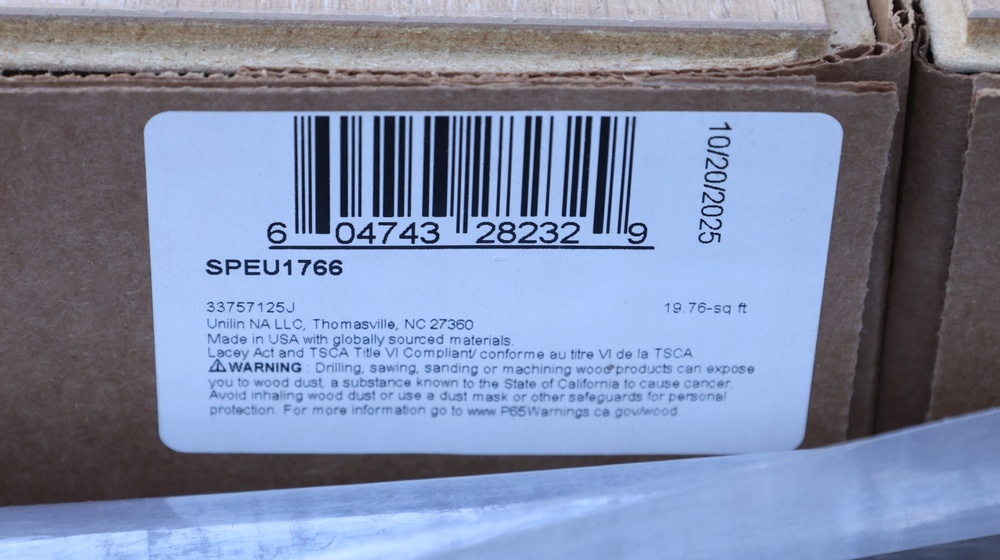 6 04743 28232 9
10/20/2025
SPEU1766
33757125J
19.76-sq ft
Unilin NA LLC, Thomasville, NC 27360
Made in USA with globally sourced materials.
Lacey Act and TSCA Title VI Compliant/ conforme au titre VI de la TSCA
⚠WARNING : Drilling, sawing, sanding or machining wood products can expose
you to wood dust, a substance known to the State of California to cause cancer.
Avoid inhaling wood dust or use a dust mask or other safeguards for personal
protection. For more information go to www.P65Warnings.ca.gov/wood.